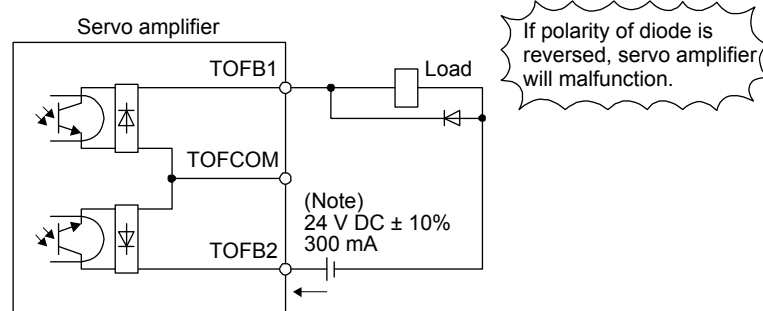 Servo amplifier
If polarity of diode is
reversed, servo amplifier
will malfunction.
TOFB1
Load
TOFCOM
(Note)
24 V DC ± 10%
300 mA
TOFB2